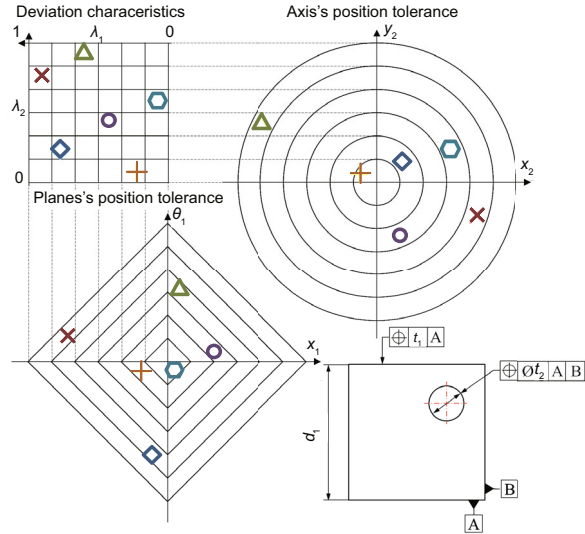 Deviation characeristics
Axis's position tolerance
1 λ₁ 0
y₂
λ₂
x₂
0
Planes's position tolerance
θ₁
x₁
⌖ t₁ A
⌖ Øt₂ A B
d₁
B
A